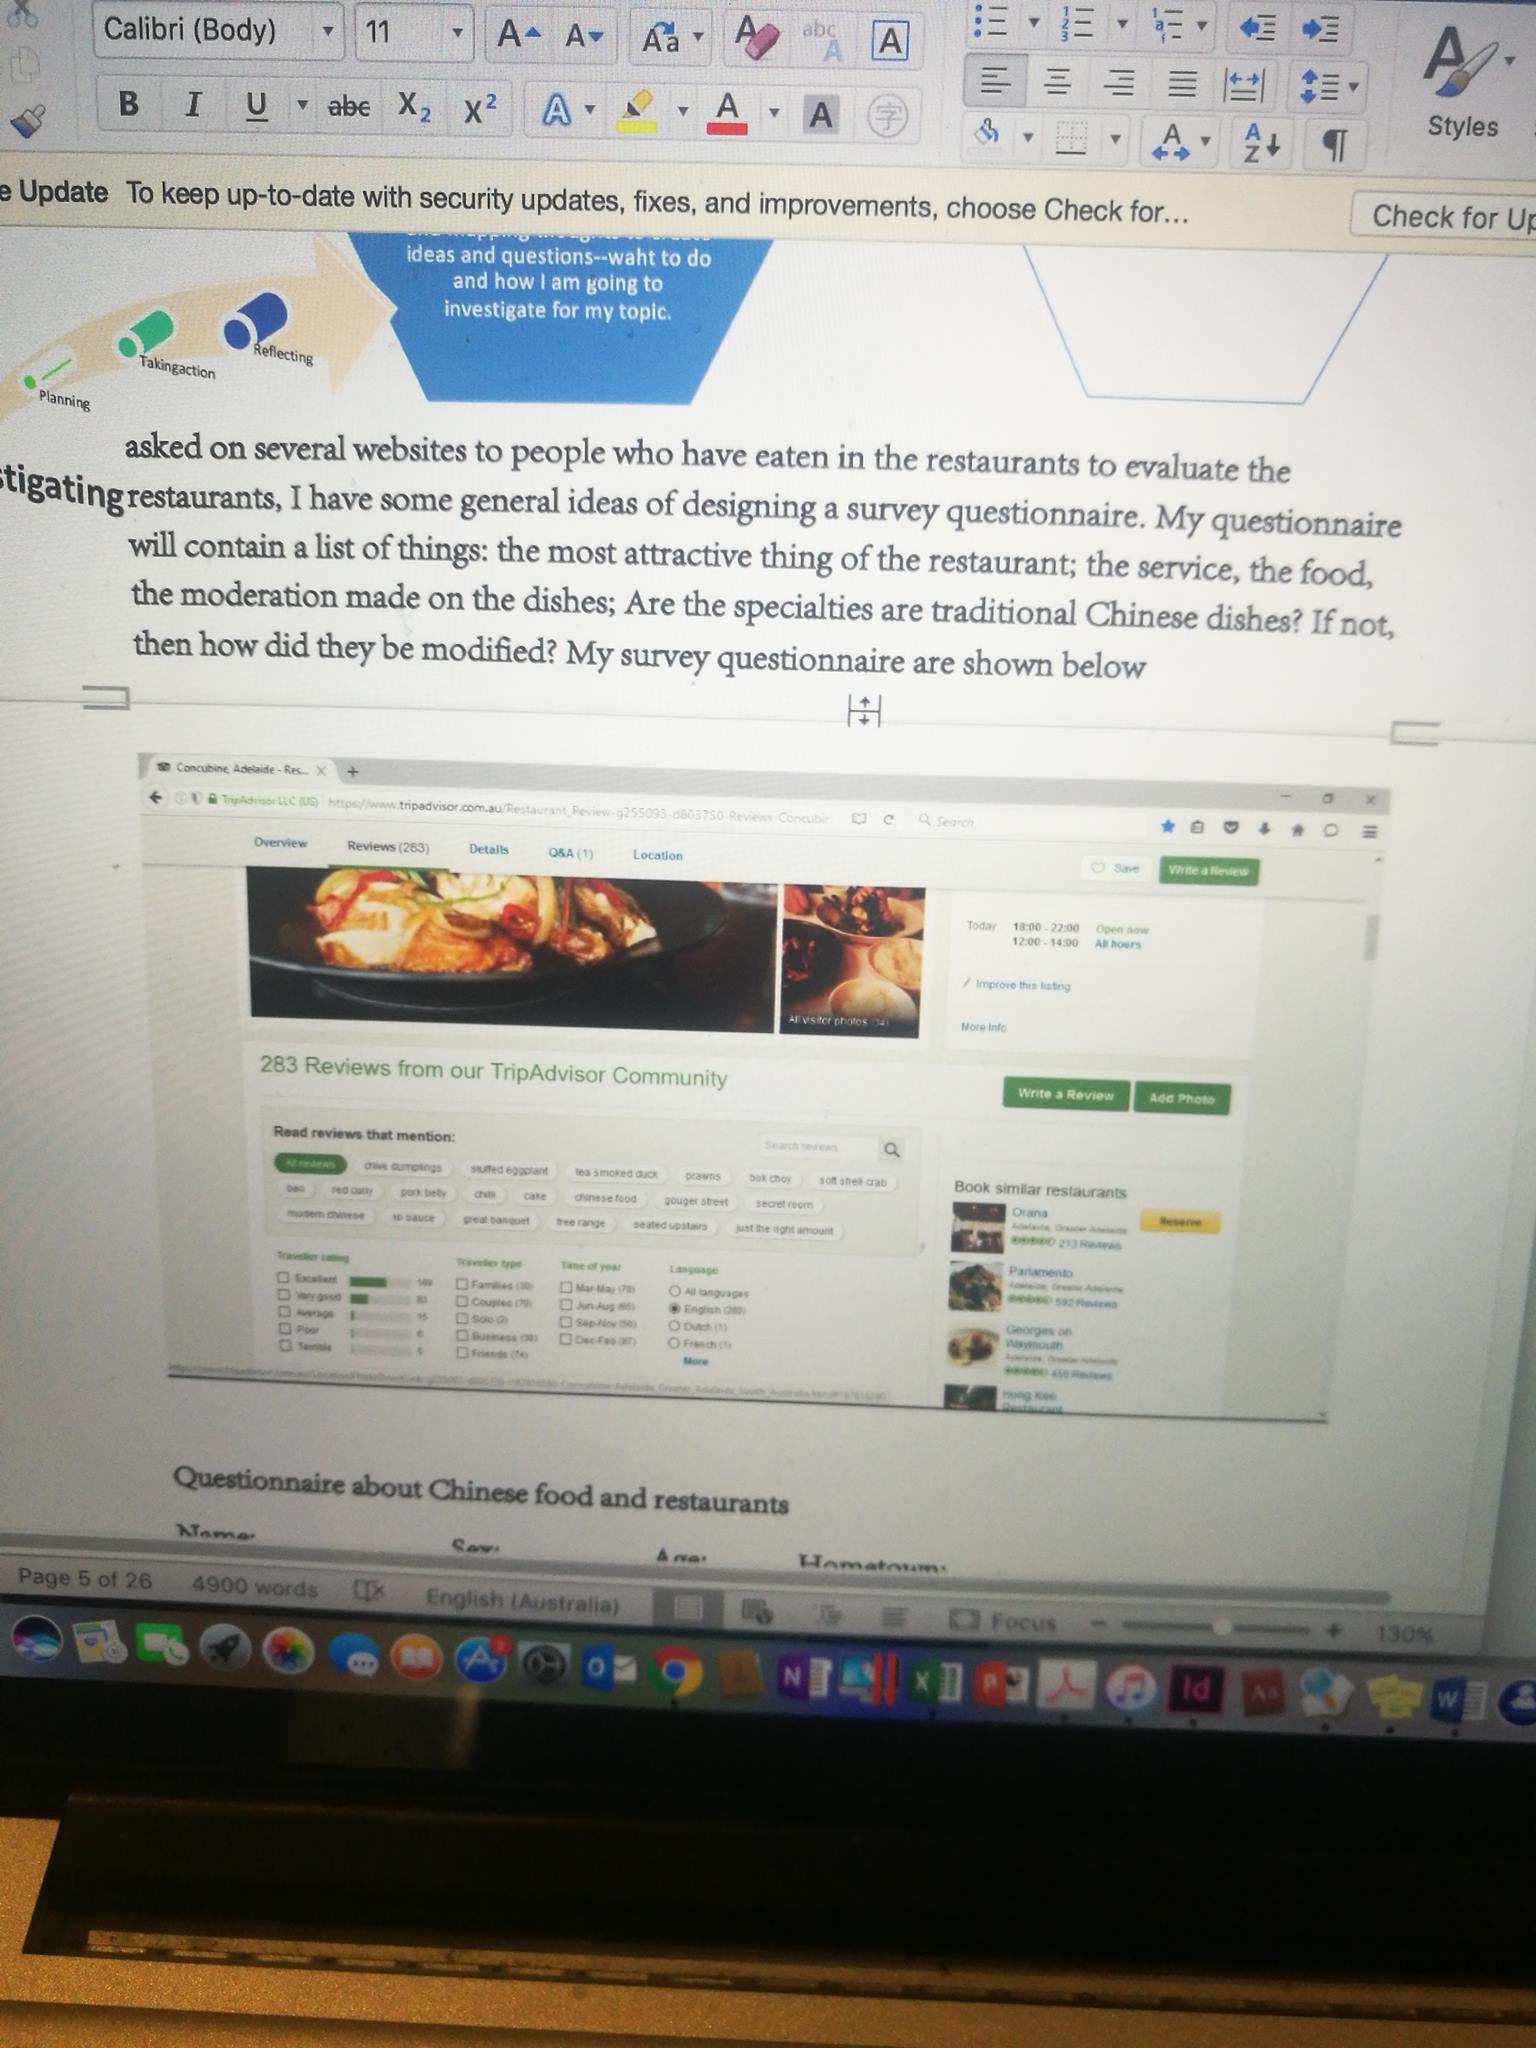 Calibri (Body) 11 A A Aa A abc A A
B I U abc X2 X2 A A A 字
A Z
Styles
e Update To keep up-to-date with security updates, fixes, and improvements, choose Check for...
Check for Up
ideas and questions--waht to do
and how I am going to
investigate for my topic.
Planning
Takingaction
Reflecting
asked on several websites to people who have eaten in the restaurants to evaluate the
stigating
restaurants, I have some general ideas of designing a survey questionnaire. My questionnaire
will contain a list of things: the most attractive thing of the restaurant; the service, the food,
the moderation made on the dishes; Are the specialties are traditional Chinese dishes? If not,
then how did they be modified? My survey questionnaire are shown below
Concubine, Adelaide - Res...
TripAdvisor LLC (US) https://www.tripadvisor.com.au/Restaurant_Review-g255093-d803750-Reviews-Concubir
Search
Overview Reviews (283) Details Q&A (1) Location
Save Write a Review
Today 18:00 - 22:00 Open now
12:00 - 14:00 All hours
Improve this listing
More Info
All visitor photos
283 Reviews from our TripAdvisor Community
Write a Review Add Photo
Read reviews that mention:
Search reviews
All reviews chive dumplings stuffed eggplant tea smoked duck prawns bok choy soft shell crab
bao red curry pork belly chilli cake chinese food gouger street secret room
modern chinese xo sauce great banquet free range seated upstairs just the right amount
Traveller rating
Excellent 169
Very good 83
Average 15
Poor
Terrible
Traveller type
Families (30)
Couples (70)
Solo (2)
Business (38)
Friends (74)
Time of year
Mar-May (78)
Jun-Aug (65)
Sep-Nov (50)
Dec-Feb (87)
Language
All languages
English (280)
Dutch (1)
French (1)
More
Book similar restaurants
Orana
Adelaide, Greater Adelaide
213 Reviews
Reserve
Parlamento
Adelaide, Greater Adelaide
592 Reviews
Georges on
Waymouth
Adelaide, Greater Adelaide
450 Reviews
Hong Kee
Restaurant
Questionnaire about Chinese food and restaurants
Name: Sex: Age: Hometown:
Page 5 of 26 4900 words English (Australia) Focus 130%
Id
Aa